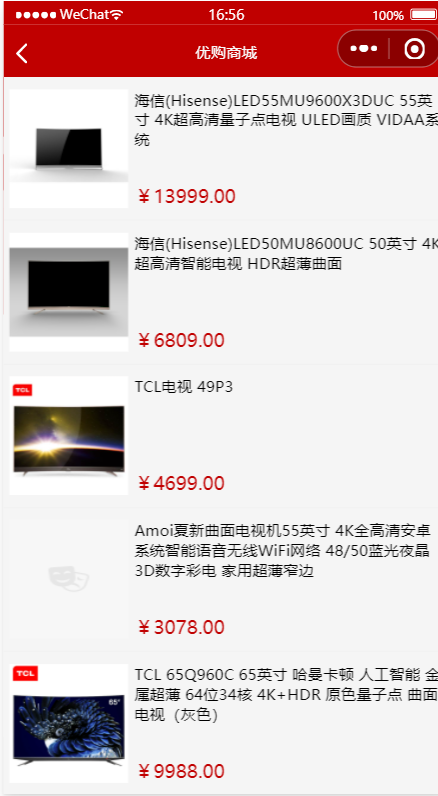 WeChat 16:56 100%
优购商城
海信(Hisense)LED55MU9600X3DUC 55英
寸 4K超高清量子点电视 ULED画质 VIDAA系
统
￥13999.00
海信(Hisense)LED50MU8600UC 50英寸 4K
超高清智能电视 HDR超薄曲面
￥6809.00
TCL
TCL电视 49P3
￥4699.00
Amoi夏新曲面电视机55英寸 4K全高清安卓
系统智能语音无线WiFi网络 48/50蓝光夜晶
3D数字彩电 家用超薄窄边
￥3078.00
TCL
65"
TCL 65Q960C 65英寸 哈曼卡顿 人工智能 金
属超薄 64位34核 4K+HDR 原色量子点 曲面
电视（灰色）
￥9988.00